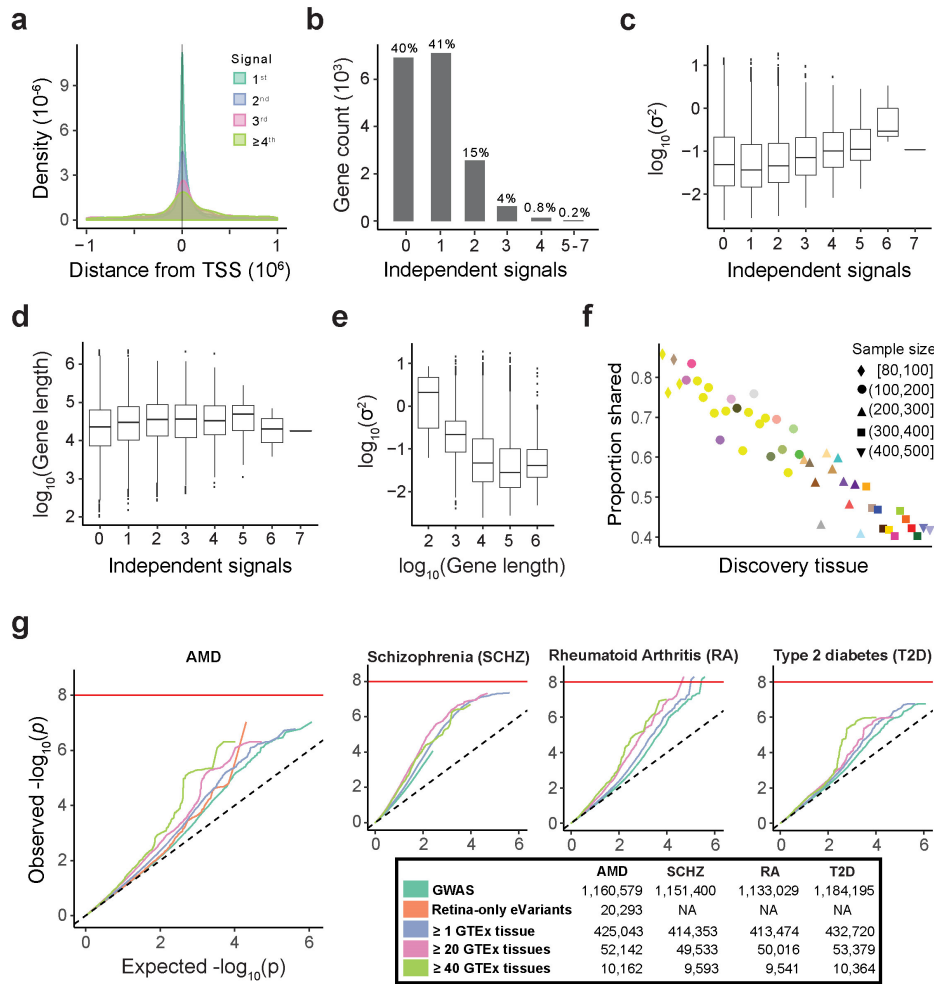 a
Density (10-6)
9
6
3
0
Signal
1st
2nd
3rd
≥4th
−1
0
1
Distance from TSS (106)
b
Gene count (103)
6
4
2
0
40%
41%
15%
4%
0.8%
0.2%
0 1 2 3 4 5-7
Independent signals
c
log10(σ2)
1
0
−1
−2
0 1 2 3 4 5 6 7
Independent signals
d
log10(Gene length)
6
5
4
3
2
0 1 2 3 4 5 6 7
Independent signals
e
log10(σ2)
1
0
−1
−2
2 3 4 5 6
log10(Gene length)
f
Proportion shared
0.8
0.7
0.6
0.5
0.4
Sample size
[80,100]
(100,200]
(200,300]
(300,400]
(400,500]
Discovery tissue
g
AMD
Observed -log10(p)
8
6
4
2
0
0 2 4 6
Expected -log10(p)
Schizophrenia (SCHZ)
8
6
4
2
0
0 2 4 6
Rheumatoid Arthritis (RA)
8
6
4
2
0
0 2 4 6
Type 2 diabetes (T2D)
8
6
4
2
0
0 2 4 6
AMD SCHZ RA T2D
GWAS 1,160,579 1,151,400 1,133,029 1,184,195
Retina-only eVariants 20,293 NA NA NA
≥ 1 GTEx tissue 425,043 414,353 413,474 432,720
≥ 20 GTEx tissues 52,142 49,533 50,016 53,379
≥ 40 GTEx tissues 10,162 9,593 9,541 10,364